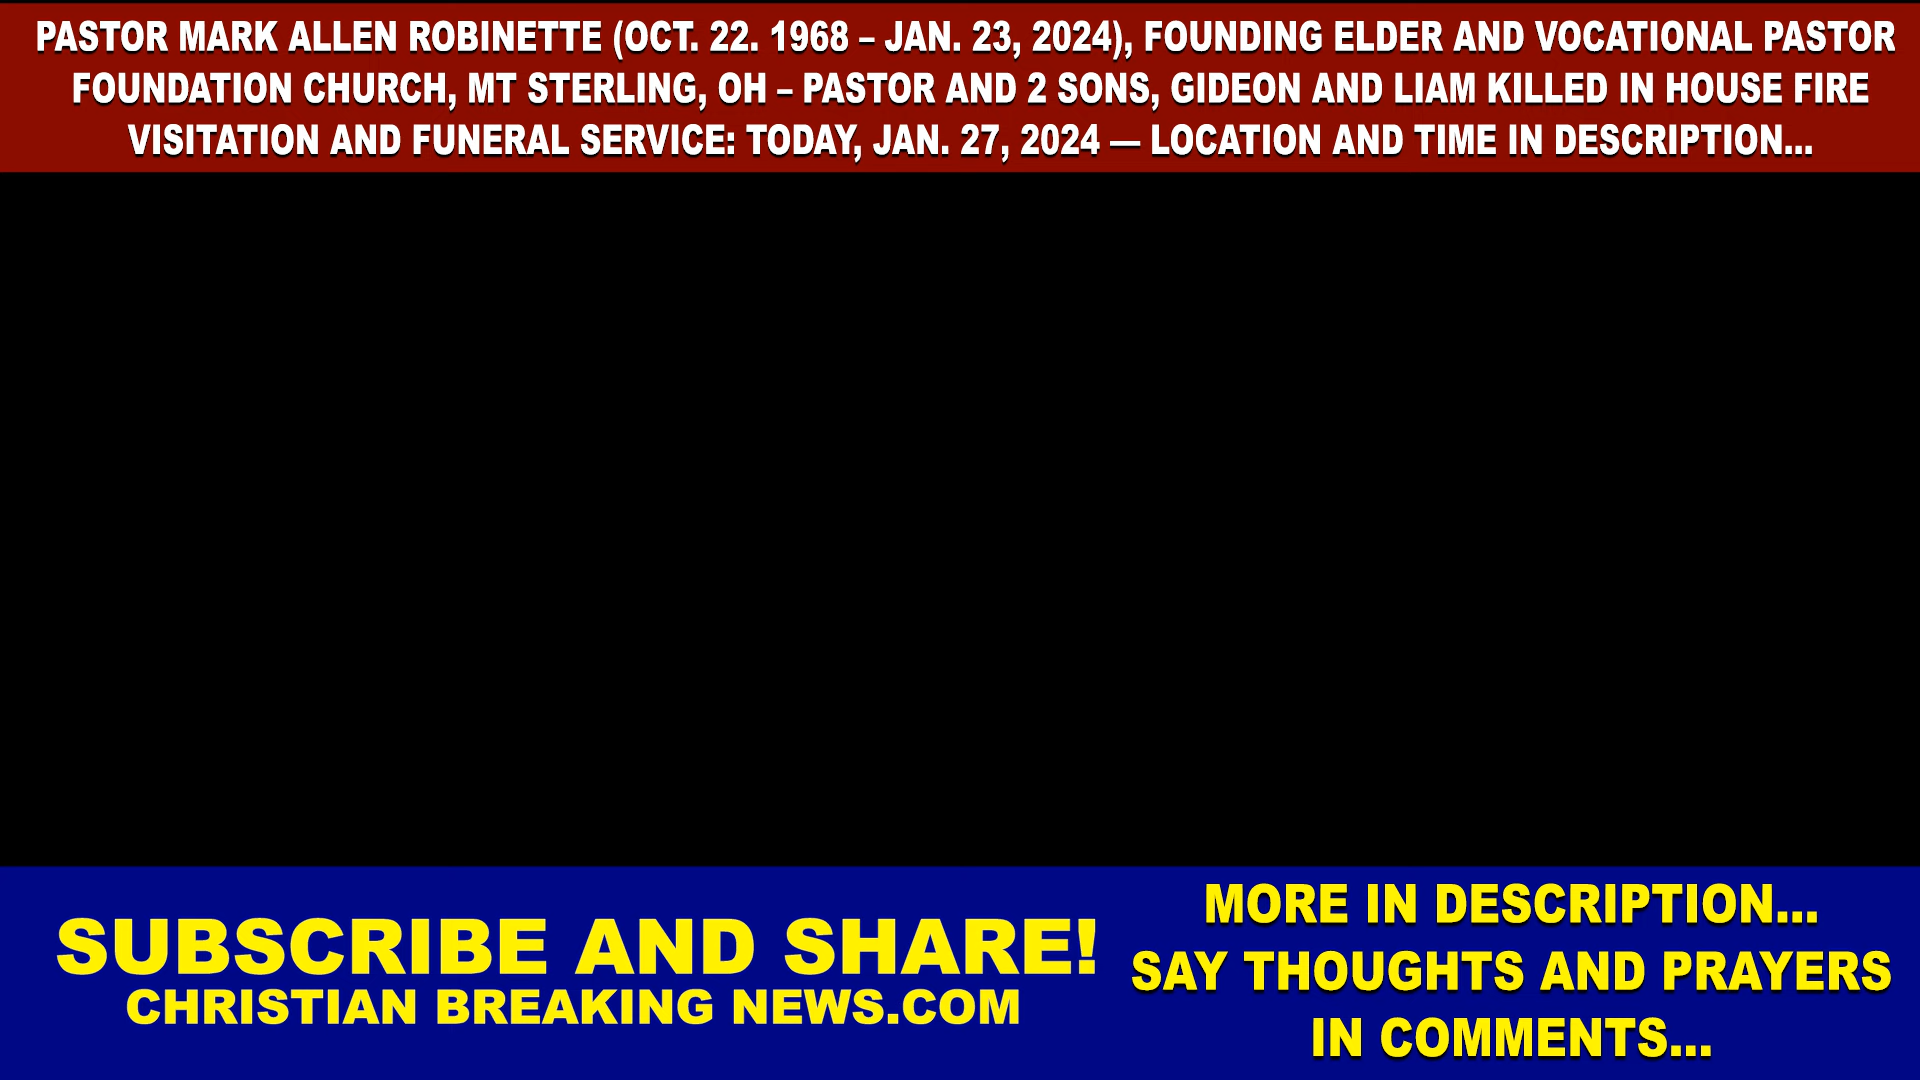 PASTOR MARK ALLEN ROBINETTE (OCT. 22. 1968 – JAN. 23, 2024), FOUNDING ELDER AND VOCATIONAL PASTOR
FOUNDATION CHURCH, MT STERLING, OH – PASTOR AND 2 SONS, GIDEON AND LIAM KILLED IN HOUSE FIRE
VISITATION AND FUNERAL SERVICE: TODAY, JAN. 27, 2024 — LOCATION AND TIME IN DESCRIPTION...
SUBSCRIBE AND SHARE!
CHRISTIAN BREAKING NEWS.COM
MORE IN DESCRIPTION...
SAY THOUGHTS AND PRAYERS
IN COMMENTS...